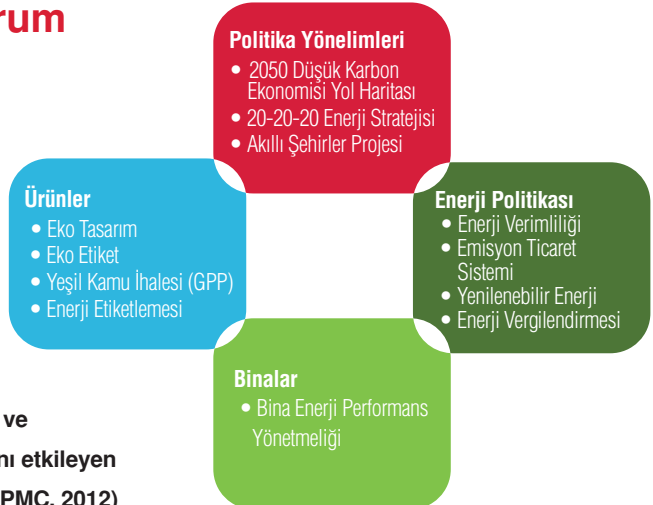 rum
Politika Yönelimleri
• 2050 Düşük Karbon
Ekonomisi Yol Haritası
• 20-20-20 Enerji Stratejisi
• Akıllı Şehirler Projesi
Ürünler
• Eko Tasarım
• Eko Etiket
• Yeşil Kamu İhalesi (GPP)
• Enerji Etiketlemesi
Enerji Politikası
• Enerji Verimliliği
• Emisyon Ticaret
Sistemi
• Yenilenebilir Enerji
• Enerji Vergilendirmesi
Binalar
• Bina Enerji Performans
Yönetmeliği
ve
nı etkileyen
PMC, 2012)